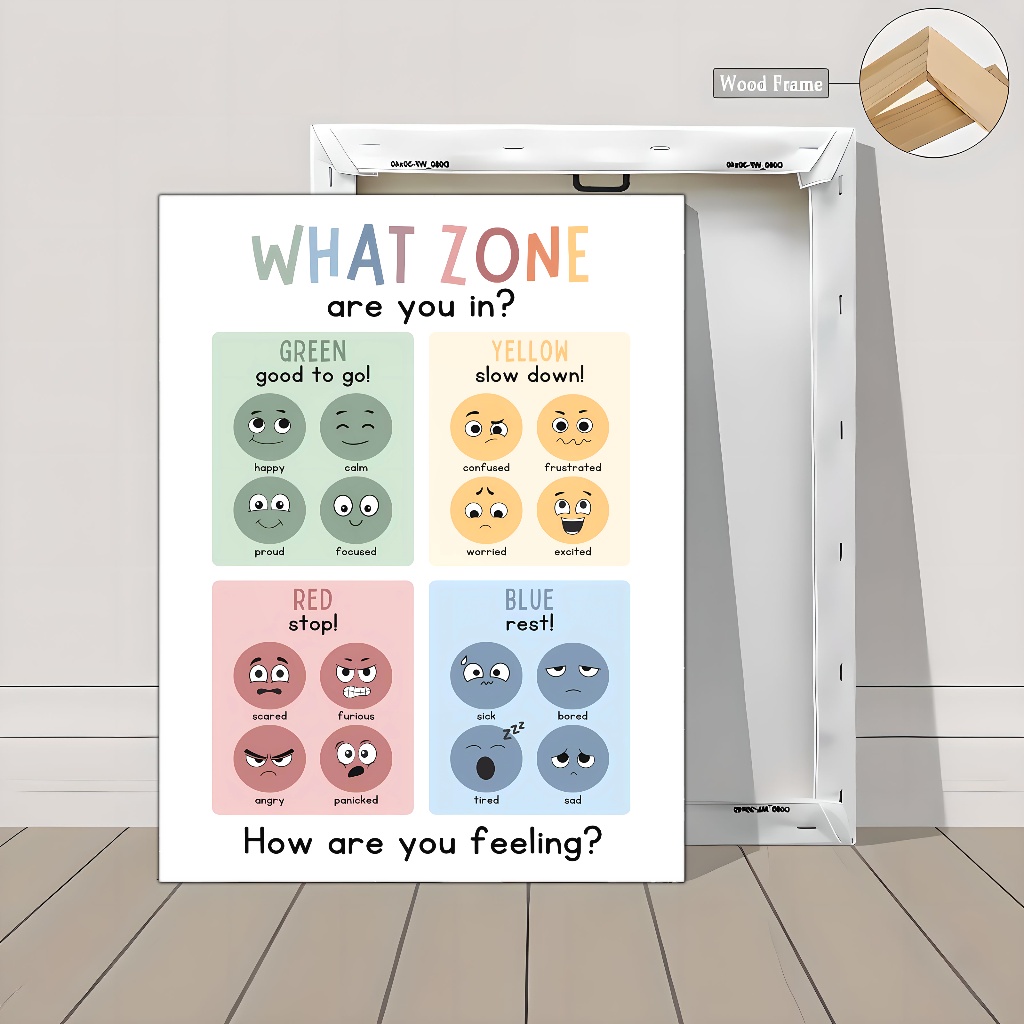 Wood Frame
WHAT ZONE
are you in?
GREEN
good to go!
happy
calm
proud
focused
YELLOW
slow down!
confused
frustrated
worried
excited
RED
stop!
scared
furious
angry
panicked
BLUE
rest!
sick
bored
zzz
tired
sad
How are you feeling?